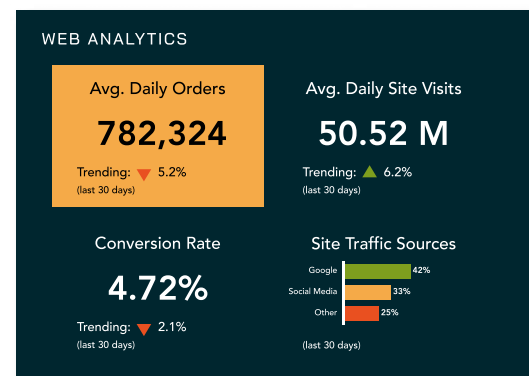 WEB ANALYTICS
Avg. Daily Orders
782,324
Trending: 5.2%
(last 30 days)
Avg. Daily Site Visits
50.52 M
Trending: 6.2%
(last 30 days)
Conversion Rate
4.72%
Trending: 2.1%
(last 30 days)
Site Traffic Sources
Google 42%
Social Media 33%
Other 25%
(last 30 days)